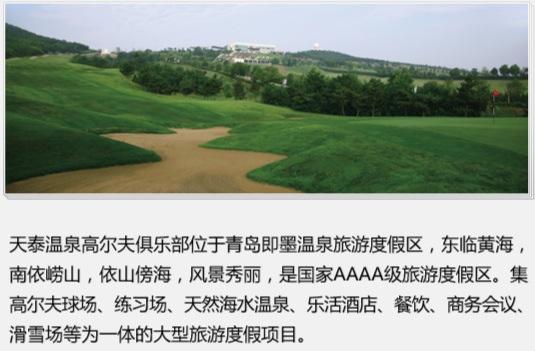 天泰温泉高尔夫俱乐部位于青岛即墨温泉旅游度假区，东临黄海，
南依崂山，依山傍海，风景秀丽，是国家AAAA级旅游度假区。集
高尔夫球场、练习场、天然海水温泉、乐活酒店、餐饮、商务会议、
滑雪场等为一体的大型旅游度假项目。